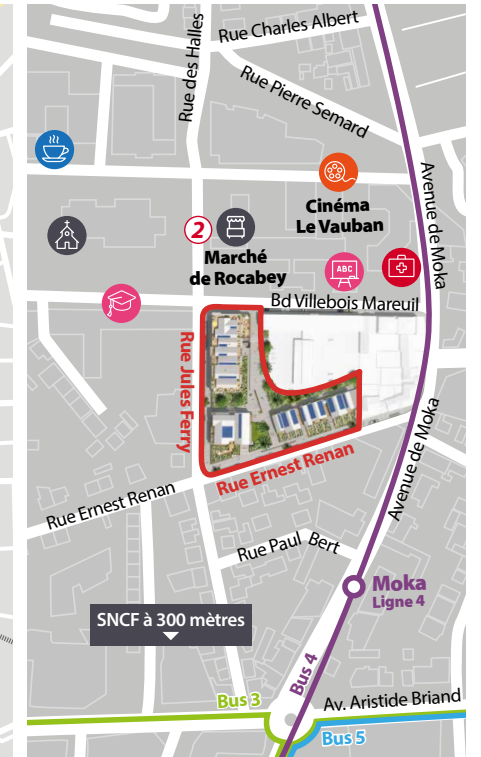 Rue Charles Albert
Rue des Halles
Rue Pierre Semard
Avenue de Moka
Cinéma
Le Vauban
2
Marché
de Rocabey
ABC
Bd Villebois Mareuil
Rue Jules Ferry
Rue Ernest Renan
Rue Ernest Renan
Avenue de Moka
Rue Paul Bert
Moka
Ligne 4
SNCF à 300 mètres
Bus 4
Bus 3
Av. Aristide Briand
Bus 5